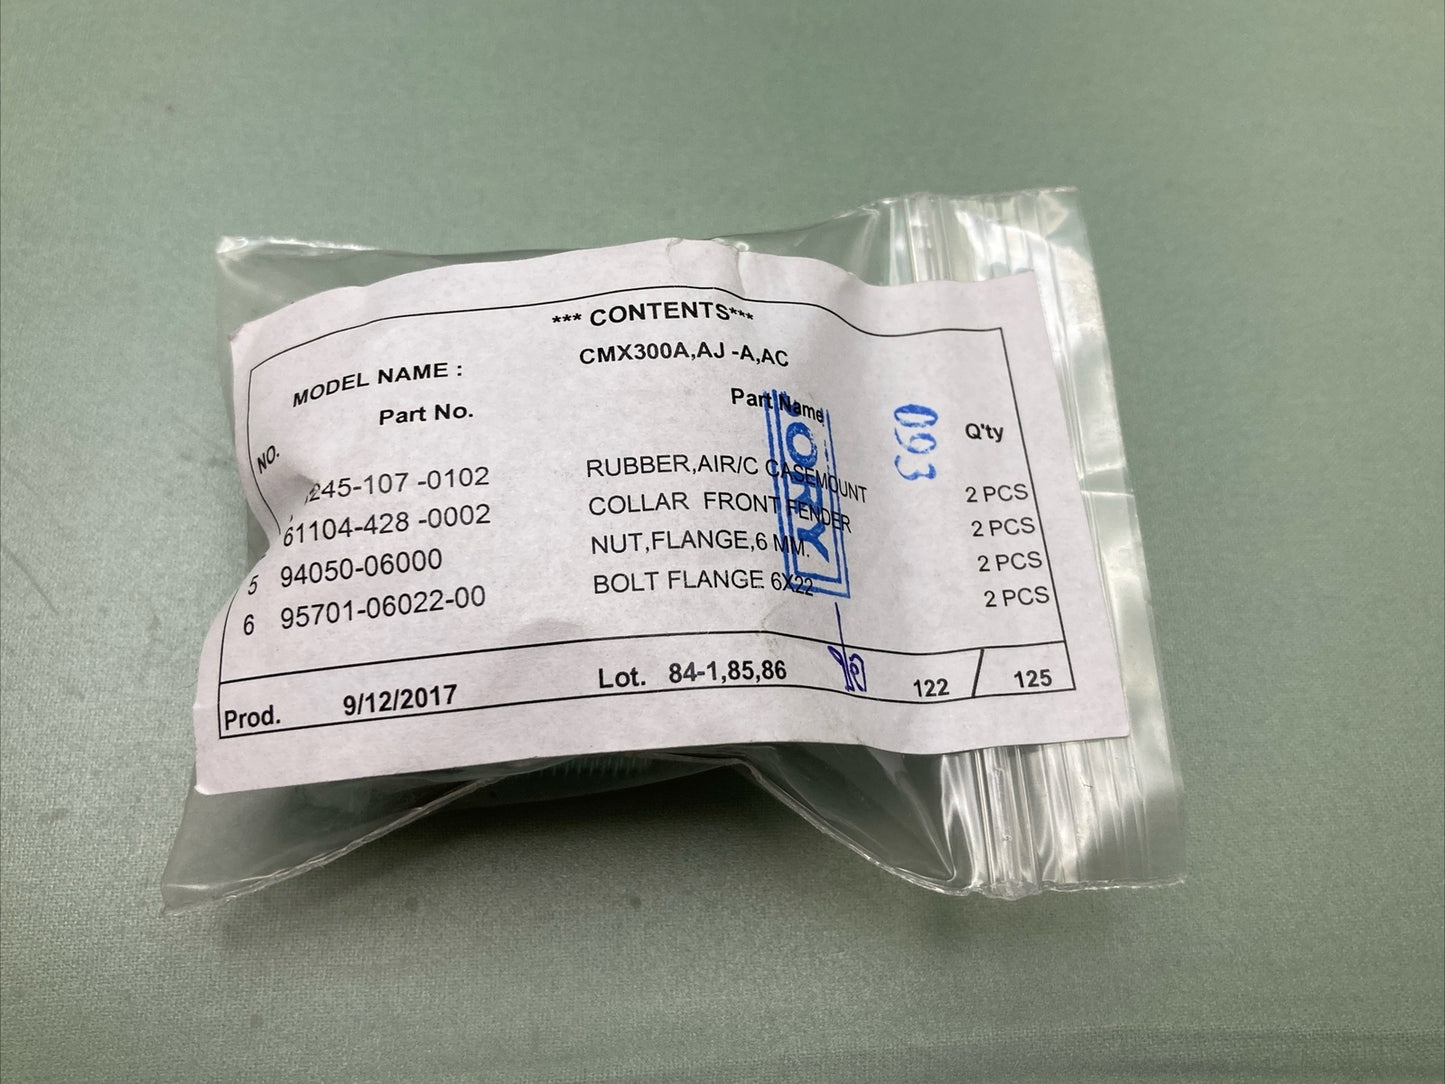 *** CONTENTS***
MODEL NAME : CMX300A,AJ -A,AC
NO. Part No. Part Name Q'ty
245-107 -0102 RUBBER,AIR/C CASEMOUNT 2 PCS
61104-428 -0002 COLLAR FRONT FENDER 2 PCS
5 94050-06000 NUT,FLANGE,6 MM. 2 PCS
6 95701-06022-00 BOLT FLANGE 6X22 2 PCS
Prod. 9/12/2017 Lot. 84-1,85,86 122 / 125
ORY
093